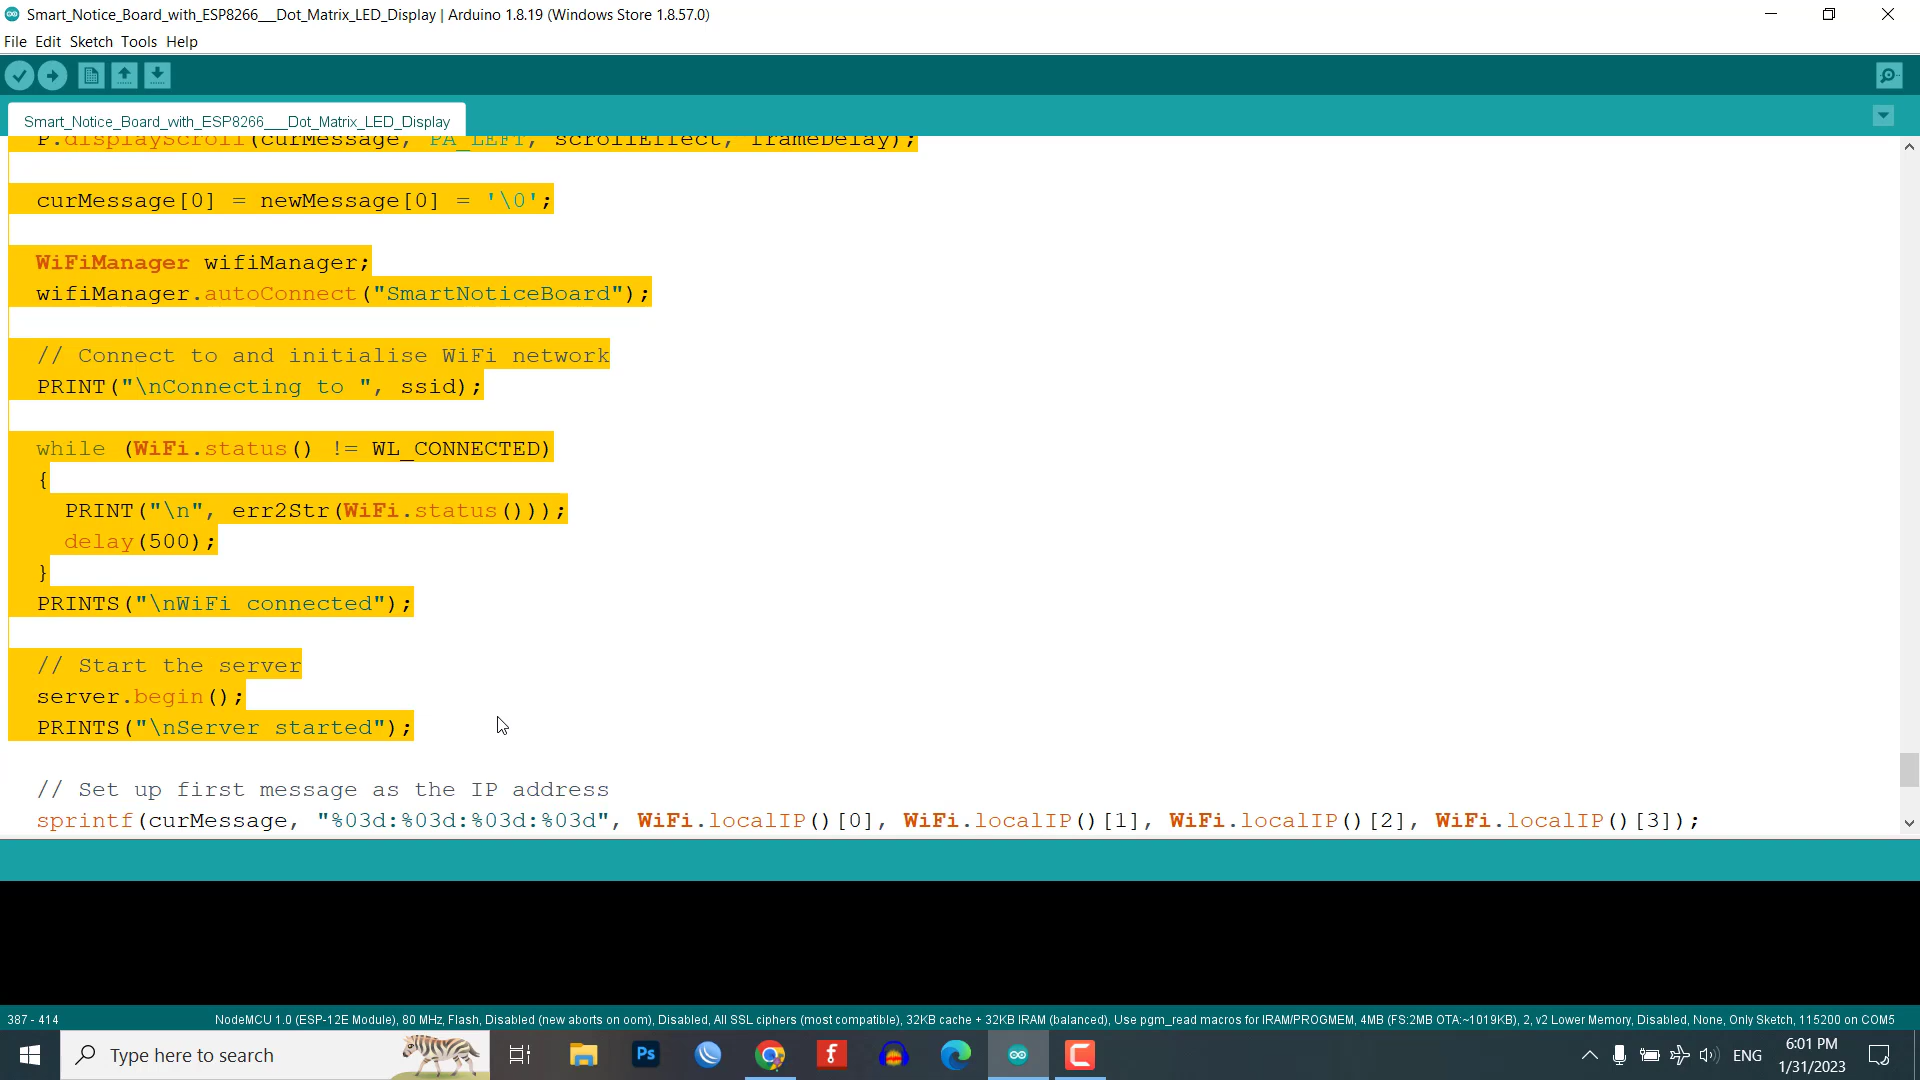 Smart_Notice_Board_with_ESP8266___Dot_Matrix_LED_Display | Arduino 1.8.19 (Windows Store 1.8.57.0)
File Edit Sketch Tools Help
Smart_Notice_Board_with_ESP8266___Dot_Matrix_LED_Display
P.displayScroll(curMessage, PA_LEFT, scrollEffect, frameDelay);
curMessage[0] = newMessage[0] = '\0';
WiFiManager wifiManager;
wifiManager.autoConnect("SmartNoticeBoard");
// Connect to and initialise WiFi network
PRINT("\nConnecting to ", ssid);
while (WiFi.status() != WL_CONNECTED)
{
PRINT("\n", err2Str(WiFi.status()));
delay(500);
}
PRINTS("\nWiFi connected");
// Start the server
server.begin();
PRINTS("\nServer started");
// Set up first message as the IP address
sprintf(curMessage, "%03d:%03d:%03d:%03d", WiFi.localIP()[0], WiFi.localIP()[1], WiFi.localIP()[2], WiFi.localIP()[3]);
387 - 414
NodeMCU 1.0 (ESP-12E Module), 80 MHz, Flash, Disabled (new aborts on oom), Disabled, All SSL ciphers (most compatible), 32KB cache + 32KB IRAM (balanced), Use pgm_read macros for IRAM/PROGMEM, 4MB (FS:2MB OTA:~1019KB), 2, v2 Lower Memory, Disabled, None, Only Sketch, 115200 on COM5
Type here to search
Ps
ENG
6:01 PM
1/31/2023